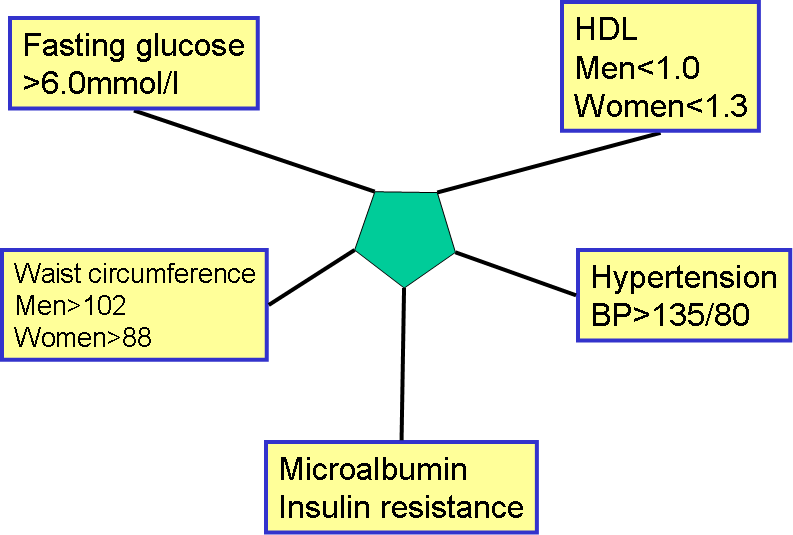 Fasting glucose
>6.0mmol/l
HDL
Men<1.0
Women<1.3
Waist circumference
Men>102
Women>88
Hypertension
BP>135/80
Microalbumin
Insulin resistance